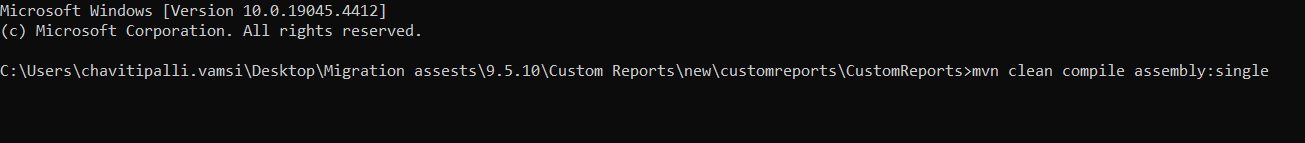 Microsoft Windows [Version 10.0.19045.4412]
(c) Microsoft Corporation. All rights reserved.
C:\Users\chavitipalli.vamsi\Desktop\Migration assests\9.5.10\Custom Reports\new\customreports\CustomReports>mvn clean compile assembly:single